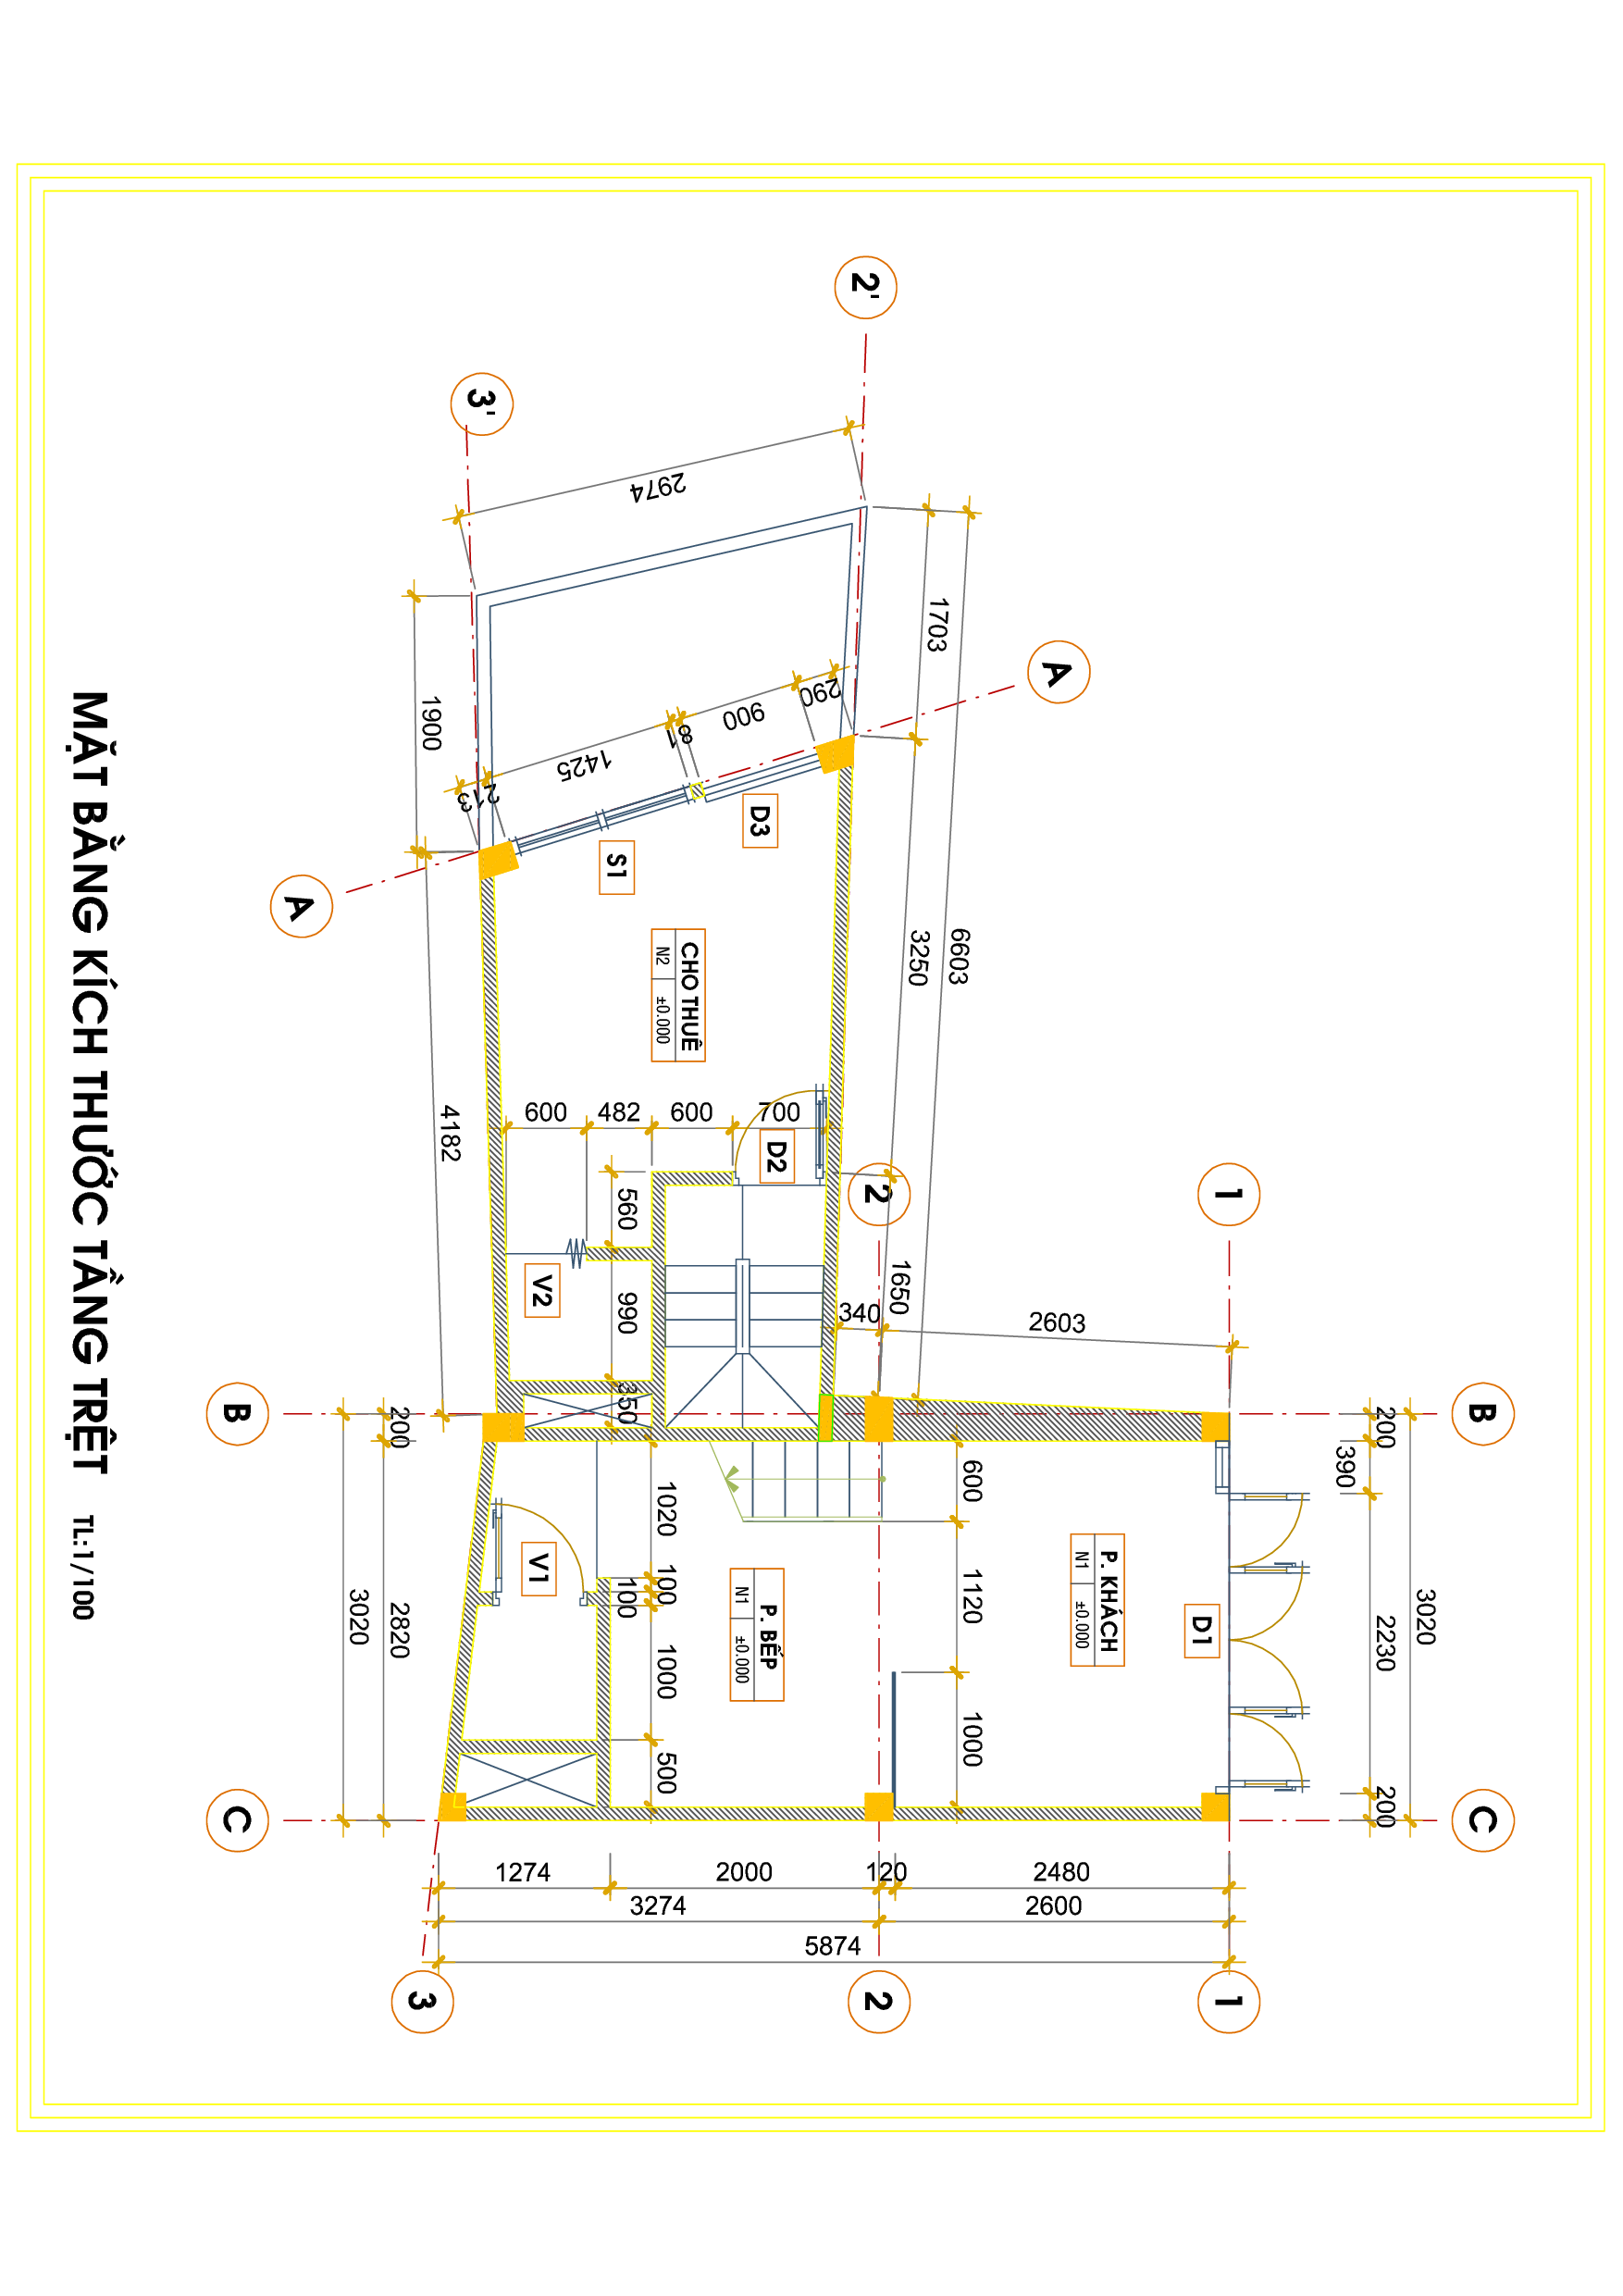 2'
3'
2974
1703
6603
A
290
900
81
1425
213
1900
D3
S1
A
3250
CHO THUÊ
N2 ±0.000
4182
600
482
600
700
D2
2
1
560
V2
990
1650
340
2603
350
B
B
200
200
390
3020
1020
600
V1
100
100
1120
P. KHÁCH
N1 ±0.000
D1
P. BẾP
N1 ±0.000
2230
3020
2820
3020
1000
1000
500
200
C
C
1274
2000
120
2480
3274
2600
5874
3
2
1
MẶT BẰNG KÍCH THƯỚC TẦNG TRỆT TL:1/100